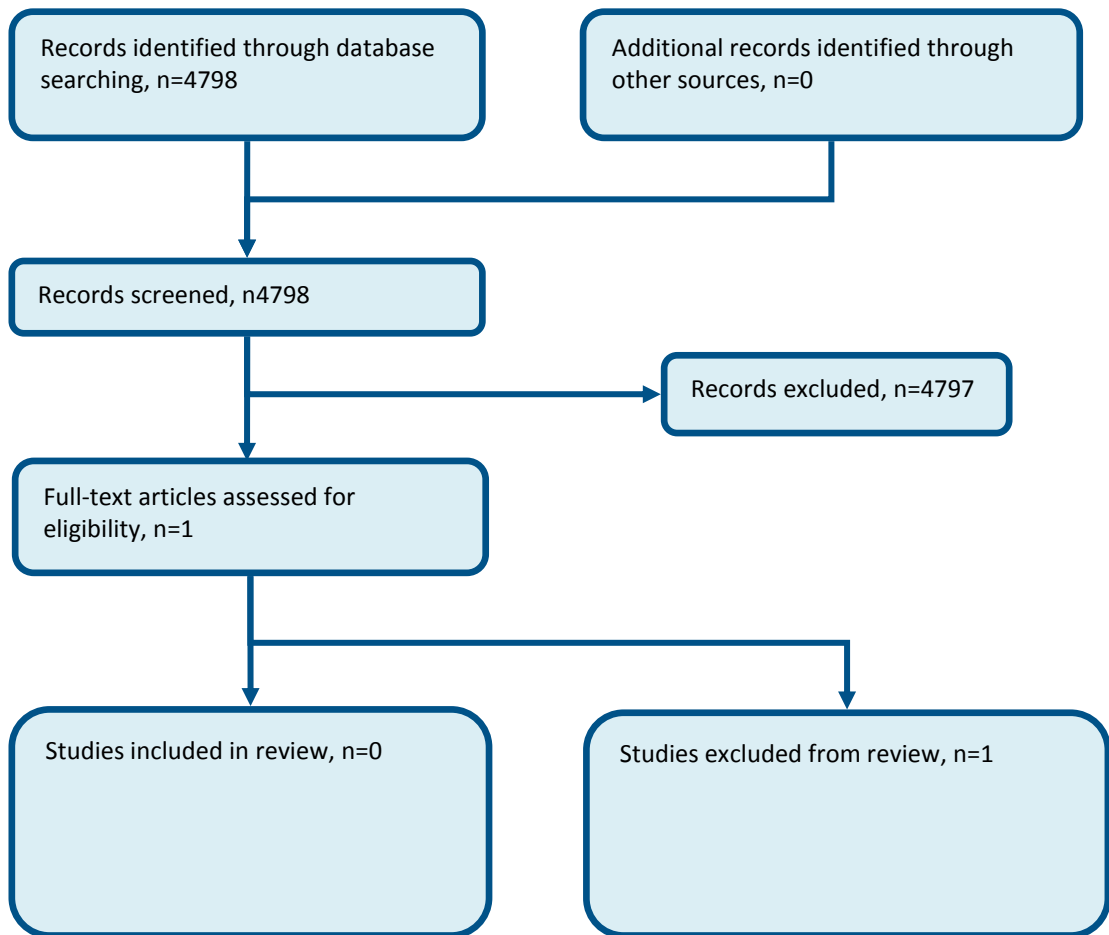 Records identified through database
searching, n=4798
Additional records identified through
other sources, n=0
Records screened, n4798
Records excluded, n=4797
Full-text articles assessed for
eligibility, n=1
Studies included in review, n=0
Studies excluded from review, n=1